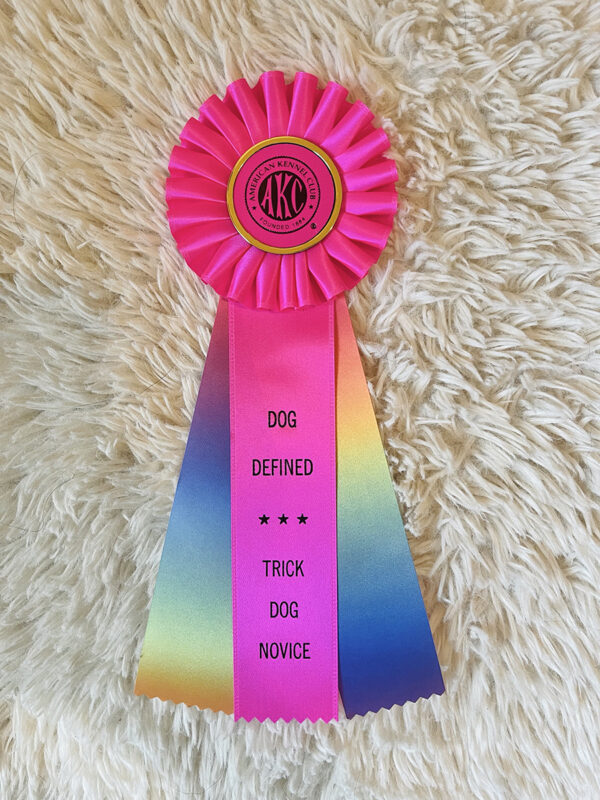 AMERICAN KENNEL CLUB
AKC
FOUNDED 1884
DOG
DEFINED
★ ★ ★
TRICK
DOG
NOVICE